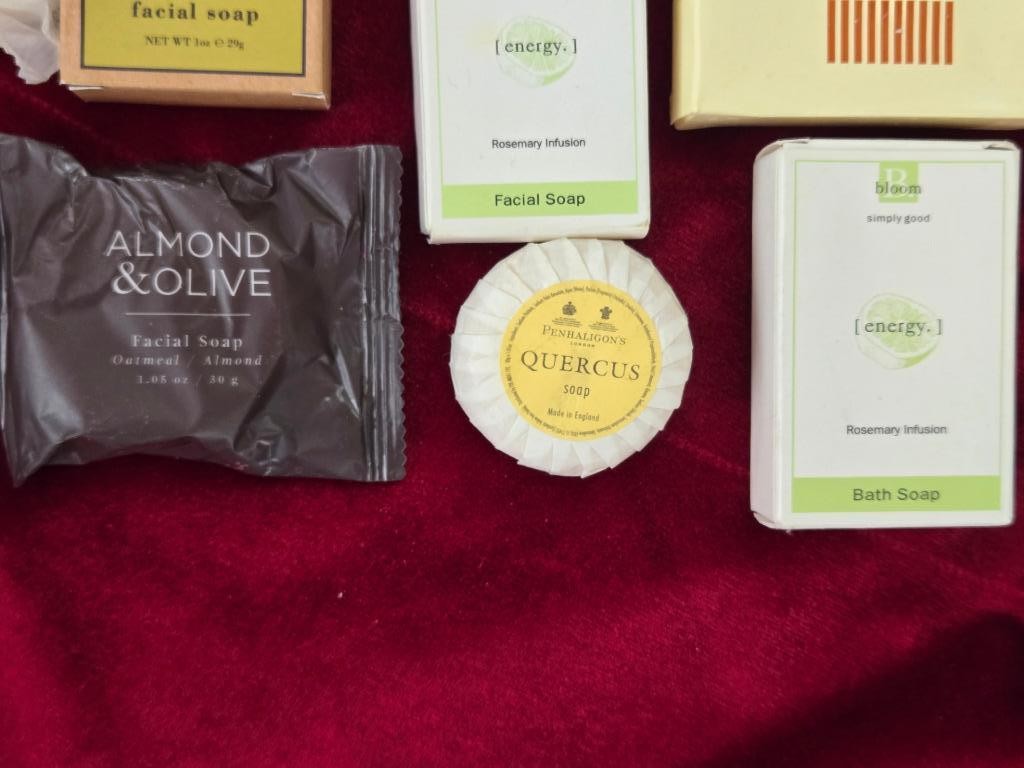 facial soap
NET WT 1oz ℮ 29g
[ energy. ]
Rosemary Infusion
Facial Soap
ALMOND
&OLIVE
Facial Soap
Oatmeal / Almond
1.05 oz / 30 g
PENHALIGON'S
LONDON
QUERCUS
soap
Made in England
B.
bloom
simply good
[ energy. ]
Rosemary Infusion
Bath Soap